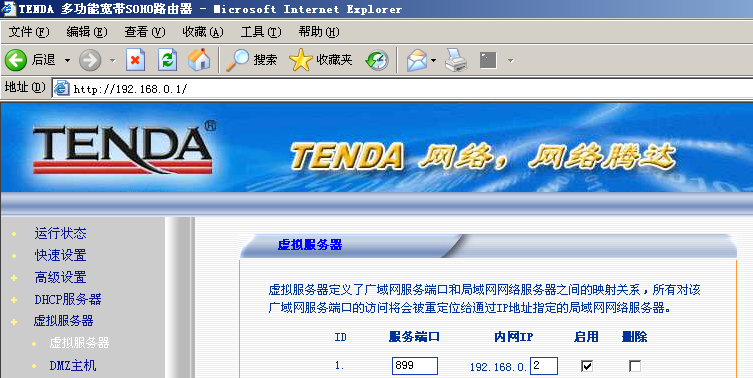 TENDA 多功能宽带SOHO路由器 - Microsoft Internet Explorer
文件(F) 编辑(E) 查看(V) 收藏(A) 工具(T) 帮助(H)
后退 搜索 收藏夹
地址(D) http://192.168.0.1/
TENDA® TENDA 网络，网络腾达
运行状态
快速设置
高级设置
DHCP服务器
虚拟服务器
虚拟服务器
DMZ主机
虚拟服务器
虚拟服务器定义了广域网服务端口和局域网网络服务器之间的映射关系，所有对该
广域网服务端口的访问将会被重定位给通过IP地址指定的局域网网络服务器。
ID 服务端口 内网IP 启用 删除
1. 899 192.168.0. 2